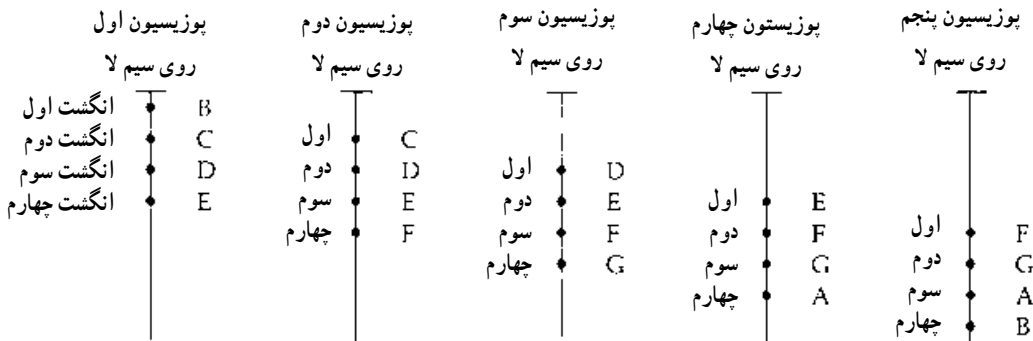 پوزیسیون اول
روی سیم لا
انگشت اول B
انگشت دوم C
انگشت سوم D
انگشت چهارم E
پوزیسیون دوم
روی سیم لا
اول C
دوم D
سوم E
چهارم F
پوزیسیون سوم
روی سیم لا
اول D
دوم E
سوم F
چهارم G
پوزیستون چهارم
روی سیم لا
اول E
دوم F
سوم G
چهارم A
پوزیسیون پنجم
روی سیم لا
اول F
دوم G
سوم A
چهارم B